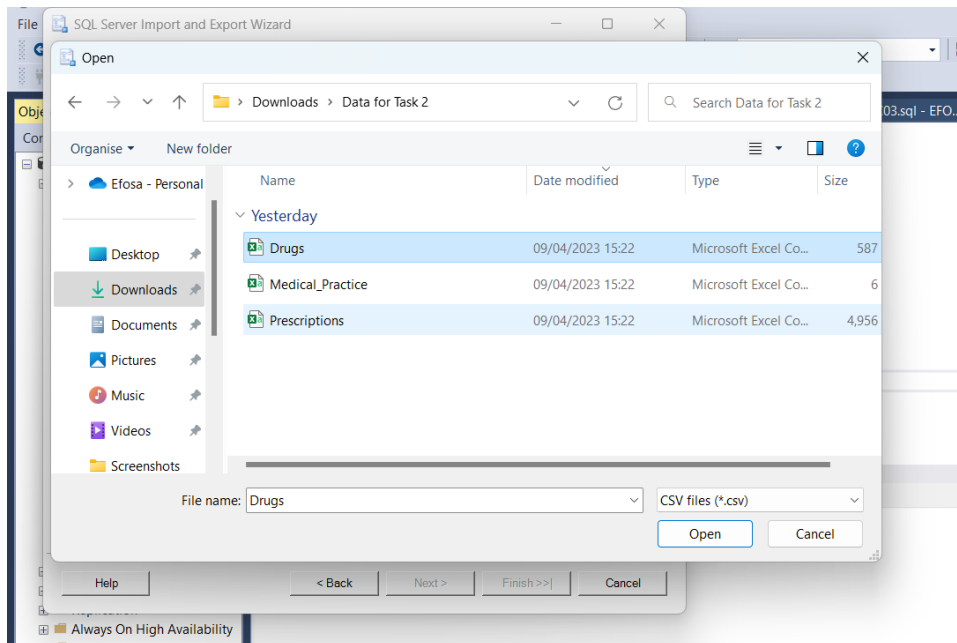 File
SQL Server Import and Export Wizard
Open
Downloads > Data for Task 2
Search Data for Task 2
03.sql - EFO...
Organise
New folder
Efosa - Personal
Name
Date modified
Type
Size
Yesterday
Desktop
Drugs 09/04/2023 15:22 Microsoft Excel Co... 587
Downloads
Medical_Practice 09/04/2023 15:22 Microsoft Excel Co... 6
Documents
Prescriptions 09/04/2023 15:22 Microsoft Excel Co... 4,956
Pictures
Music
Videos
Screenshots
File name: Drugs
CSV files (*.csv)
Open
Cancel
Help
< Back
Next >
Finish >>|
Cancel
Always On High Availability